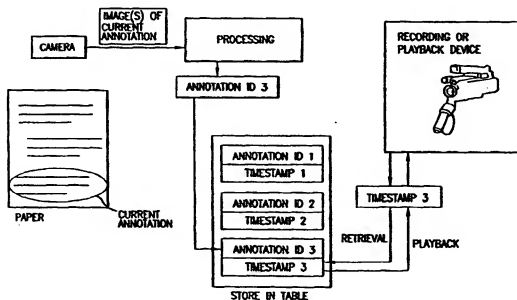 IMAGE(S) OF
CURRENT
ANNOTATION
CAMERA
PROCESSING
RECORDING OR
PLAYBACK DEVICE
ANNOTATION ID 3
ANNOTATION ID 1
TIMESTAMP 1
ANNOTATION ID 2
TIMESTAMP 2
ANNOTATION ID 3
TIMESTAMP 3
TIMESTAMP 3
RETRIEVAL
PLAYBACK
PAPER
CURRENT
ANNOTATION
STORE IN TABLE